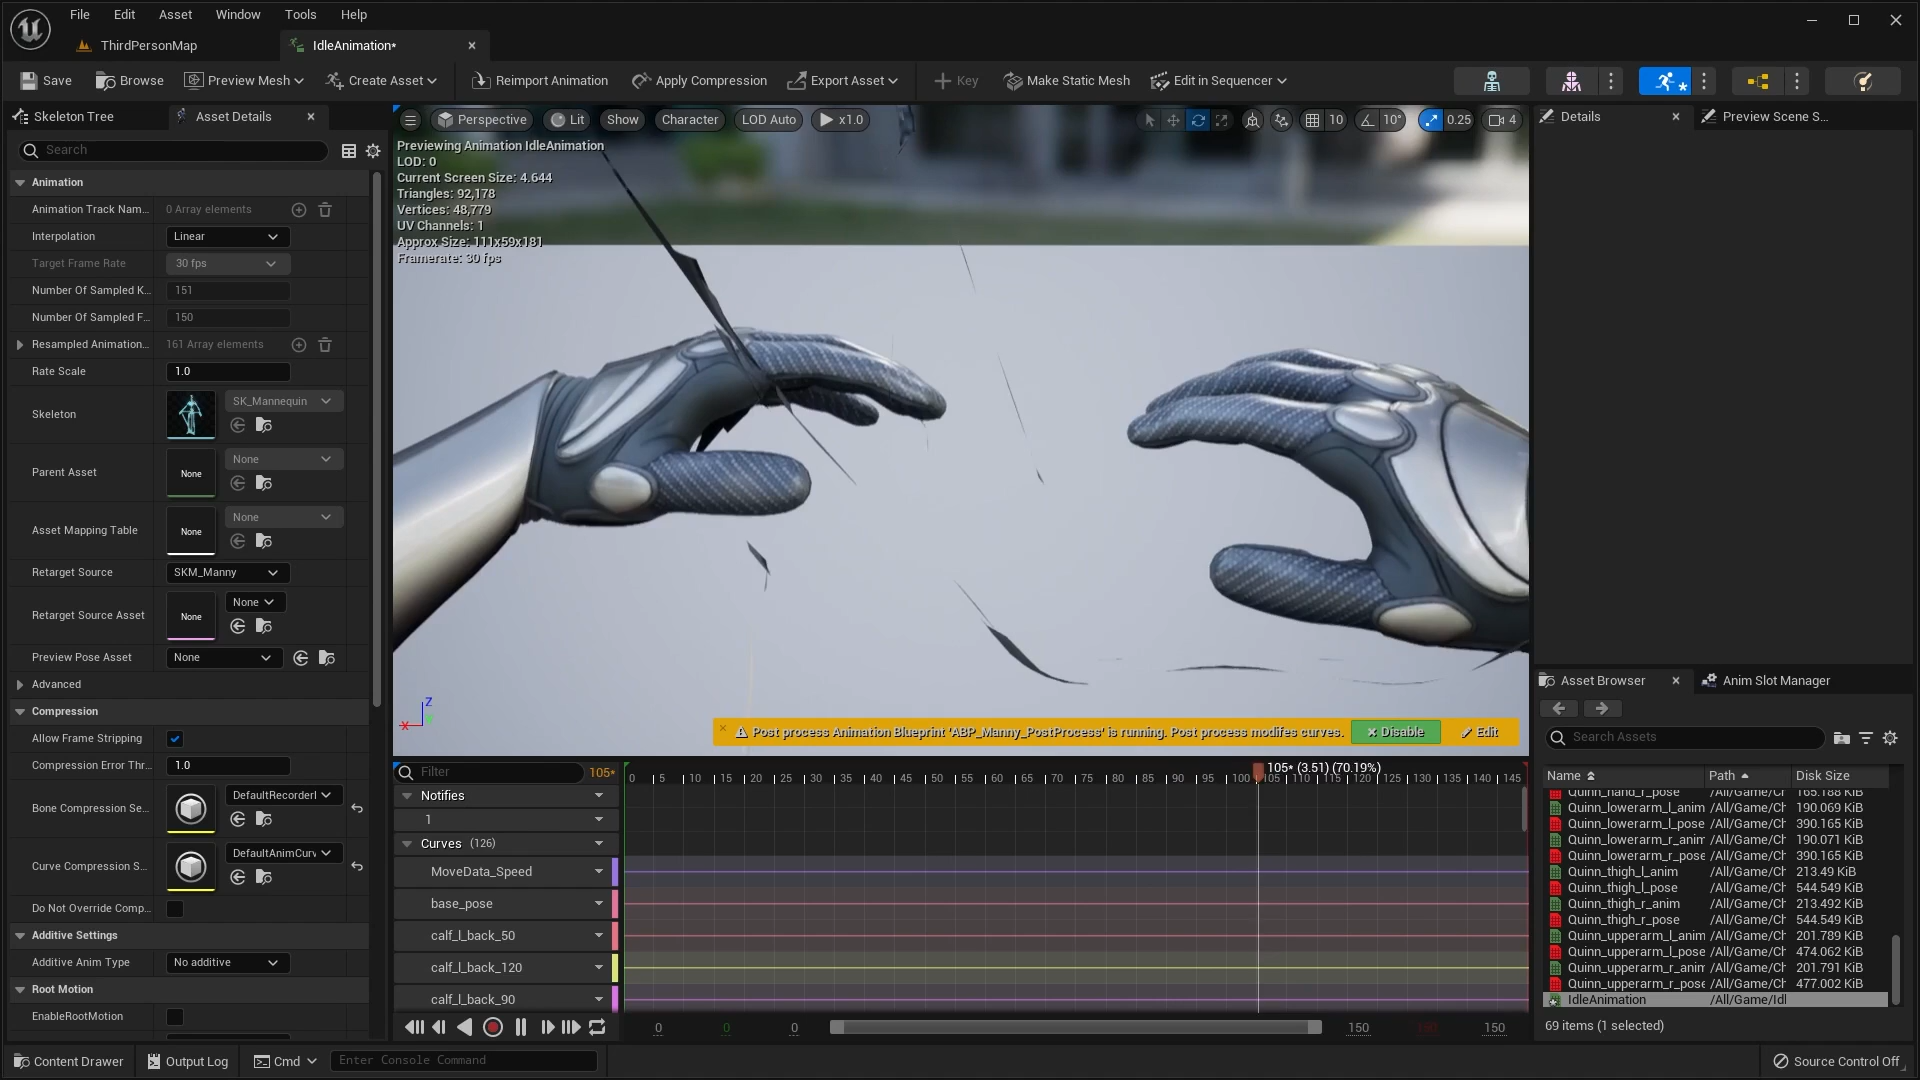 File Edit Asset Window Tools Help
ThirdPersonMap IdleAnimation*
Save Browse Preview Mesh Create Asset Reimport Animation Apply Compression Export Asset Key Make Static Mesh Edit in Sequencer
Skeleton Tree Asset Details
Search
Animation
Animation Track Nam... 0 Array elements
Interpolation Linear
Target Frame Rate 30 fps
Number Of Sampled K... 151
Number Of Sampled F... 150
Resampled Animation... 161 Array elements
Rate Scale 1.0
Skeleton SK_Mannequin
Parent Asset None None
Asset Mapping Table None None
Retarget Source SKM_Manny
Retarget Source Asset None None
Preview Pose Asset None
Advanced
Compression
Allow Frame Stripping
Compression Error Thr... 1.0
Bone Compression Se... DefaultRecorderI
Curve Compression S... DefaultAnimCurv
Do Not Override Comp...
Additive Settings
Additive Anim Type No additive
Root Motion
EnableRootMotion
Perspective Lit Show Character LOD Auto x1.0 10 10° 0.25 4
Previewing Animation IdleAnimation
LOD: 0
Current Screen Size: 4.644
Triangles: 92,178
Vertices: 48,779
UV Channels: 1
Approx Size: 111x59x181
Framerate: 30 fps
Z
X
Post process Animation Blueprint 'ABP_Manny_PostProcess' is running. Post process modifes curves. Disable Edit
Filter 105*
105* (3.51) (70.19%)
0 5 10 15 20 25 30 35 40 45 50 55 60 65 70 75 80 85 90 95 100 105 110 115 120 125 130 135 140 145
Notifies
1
Curves (126)
MoveData_Speed
base_pose
calf_l_back_50
calf_l_back_120
calf_l_back_90
0 0 0 150 150 150
Details Preview Scene S...
Asset Browser Anim Slot Manager
Search Assets
Name Path Disk Size
Quinn_hand_r_pose /All/Game/Ch 165.188 KiB
Quinn_lowerarm_l_anim /All/Game/Ch 190.069 KiB
Quinn_lowerarm_l_pose /All/Game/Ch 390.165 KiB
Quinn_lowerarm_r_anim /All/Game/Ch 190.071 KiB
Quinn_lowerarm_r_pose /All/Game/Ch 390.165 KiB
Quinn_thigh_l_anim /All/Game/Ch 213.49 KiB
Quinn_thigh_l_pose /All/Game/Ch 544.549 KiB
Quinn_thigh_r_anim /All/Game/Ch 213.492 KiB
Quinn_thigh_r_pose /All/Game/Ch 544.549 KiB
Quinn_upperarm_l_anim /All/Game/Ch 201.789 KiB
Quinn_upperarm_l_pose /All/Game/Ch 474.062 KiB
Quinn_upperarm_r_anim /All/Game/Ch 201.791 KiB
Quinn_upperarm_r_pose /All/Game/Ch 477.002 KiB
IdleAnimation /All/Game/Idl
69 items (1 selected)
Content Drawer Output Log Cmd Enter Console Command Source Control Off